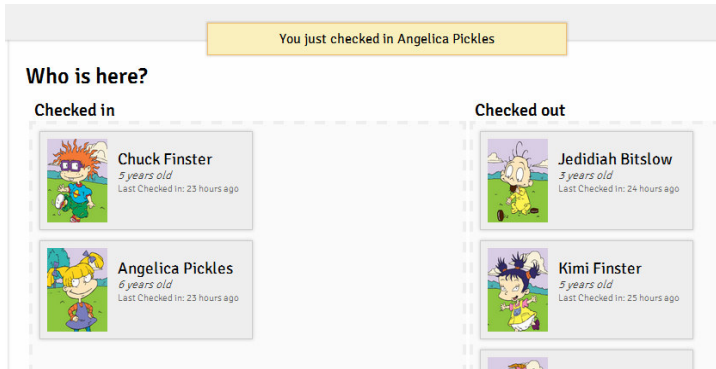 You just checked in Angelica Pickles
Who is here?
Checked in
Chuck Finster
5 years old
Last Checked In: 23 hours ago
Angelica Pickles
6 years old
Last Checked In: 23 hours ago
Checked out
Jedidiah Bitslow
3 years old
Last Checked In: 24 hours ago
Kimi Finster
5 years old
Last Checked In: 25 hours ago